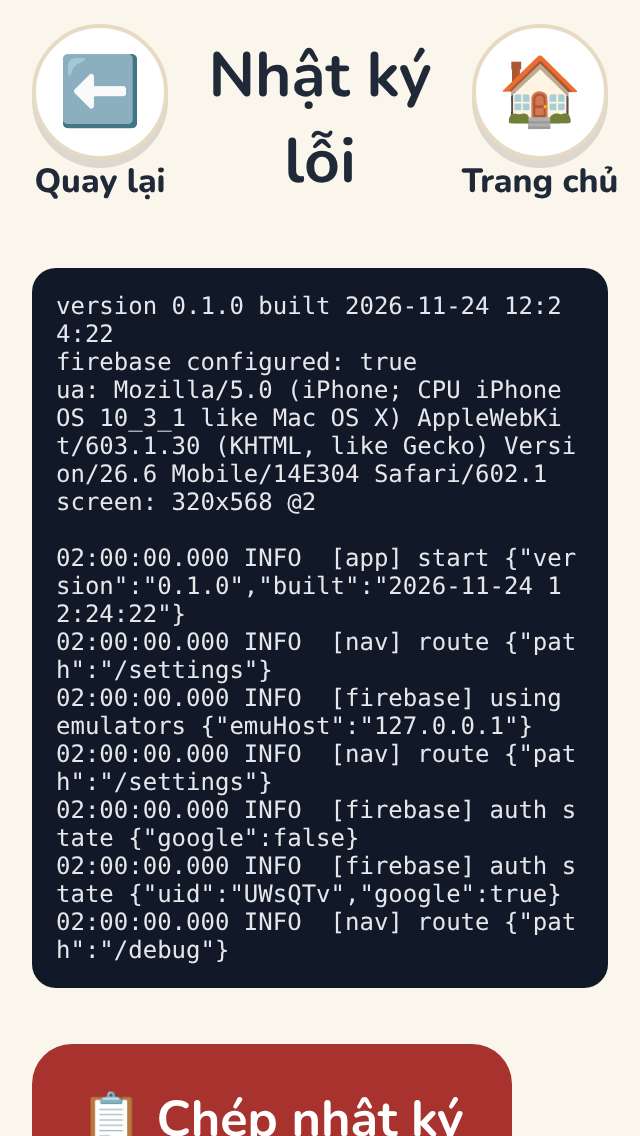 Nhật ký
lỗi
Quay lại
Trang chủ
version 0.1.0 built 2026-11-24 12:2
4:22
firebase configured: true
ua: Mozilla/5.0 (iPhone; CPU iPhone
OS 10_3_1 like Mac OS X) AppleWebKi
t/603.1.30 (KHTML, like Gecko) Versi
on/26.6 Mobile/14E304 Safari/602.1
screen: 320x568 @2
02:00:00.000 INFO  [app] start {"ver
sion":"0.1.0","built":"2026-11-24 1
2:24:22"}
02:00:00.000 INFO  [nav] route {"pat
h":"/settings"}
02:00:00.000 INFO  [firebase] using
emulators {"emuHost":"127.0.0.1"}
02:00:00.000 INFO  [nav] route {"pat
h":"/settings"}
02:00:00.000 INFO  [firebase] auth s
tate {"google":false}
02:00:00.000 INFO  [firebase] auth s
tate {"uid":"UWsQTv","google":true}
02:00:00.000 INFO  [nav] route {"pat
h":"/debug"}
Chép nhật ký